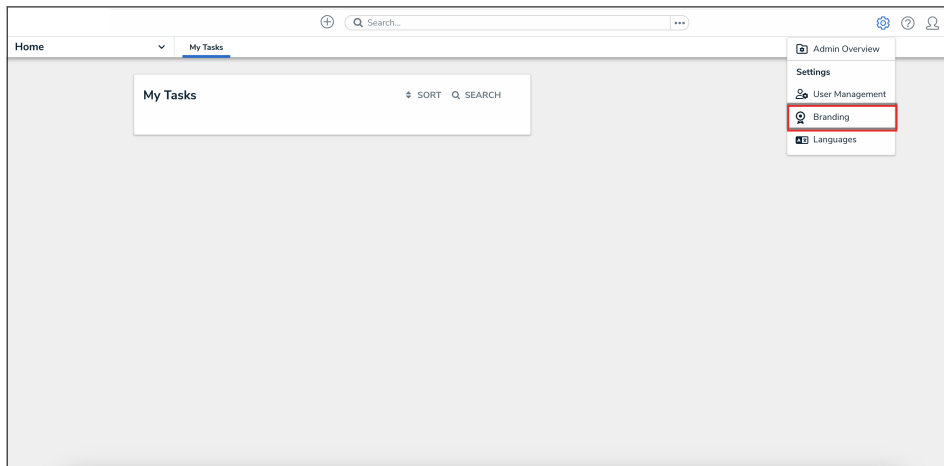 Search...
Home
My Tasks
Admin Overview
Settings
User Management
Branding
Languages
My Tasks
SORT
SEARCH